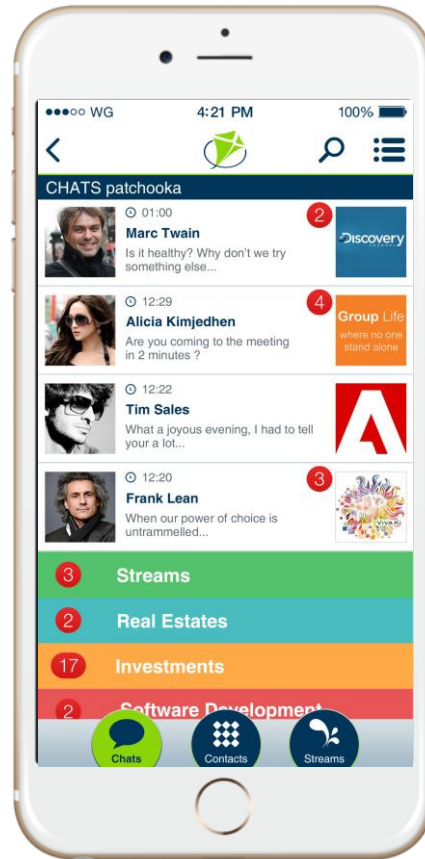 WG
4:21 PM
100%
CHATS patchooka
01:00
2
Marc Twain
Is it healthy? Why don't we try
something else...
Discovery
CHANNEL
12:29
4
Alicia Kimjedhen
Are you coming to the meeting
in 2 minutes ?
Group Life
where no one
stand alone
12:22
Tim Sales
What a joyous evening, I had to tell
your a lot...
12:20
3
Frank Lean
When our power of choice is
untrammelled...
VIVA Ki
3 Streams
2 Real Estates
17 Investments
2 Software Development
Chats
Contacts
Streams